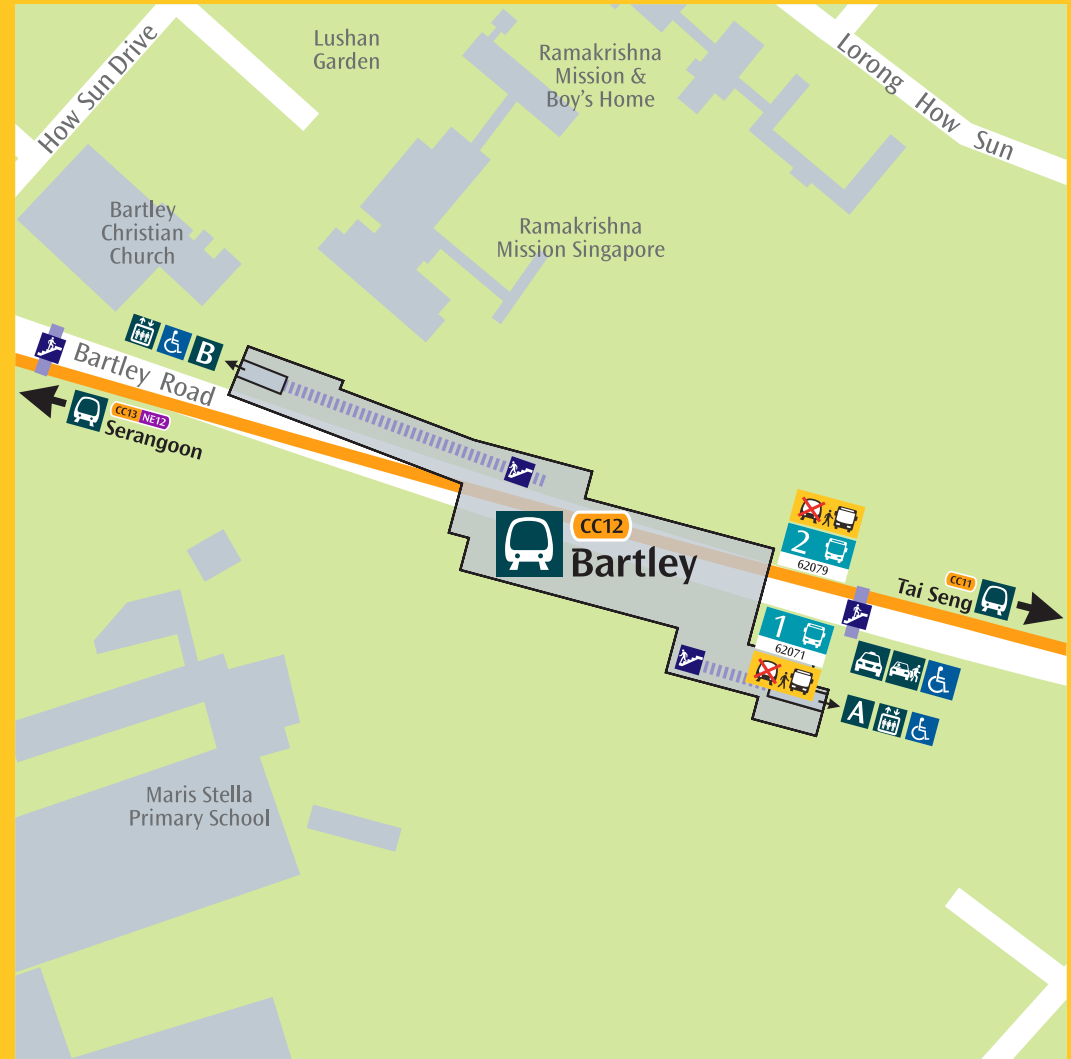 How Sun Drive
Lushan
Garden
Ramakrishna
Mission &
Boy's Home
Lorong How Sun
Bartley
Christian
Church
Ramakrishna
Mission Singapore
B
Bartley Road
CC13 NE12
Serangoon
CC12
Bartley
2
62079
CC11
Tai Seng
1
62071
A
Maris Stella
Primary School